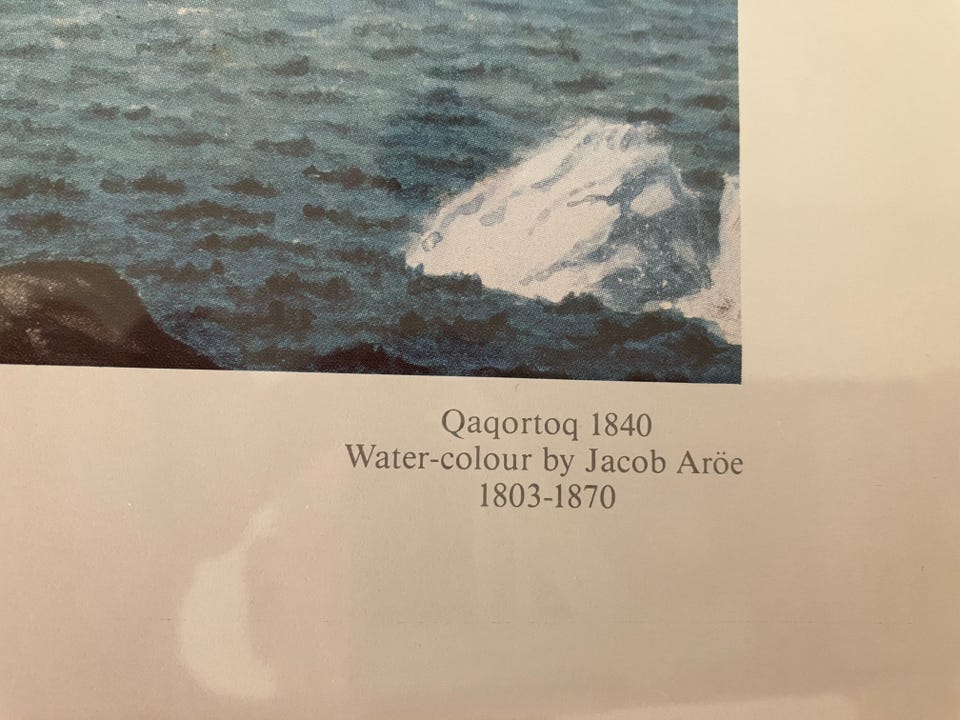 Qaqortoq 1840
Water-colour by Jacob Aröe
1803-1870